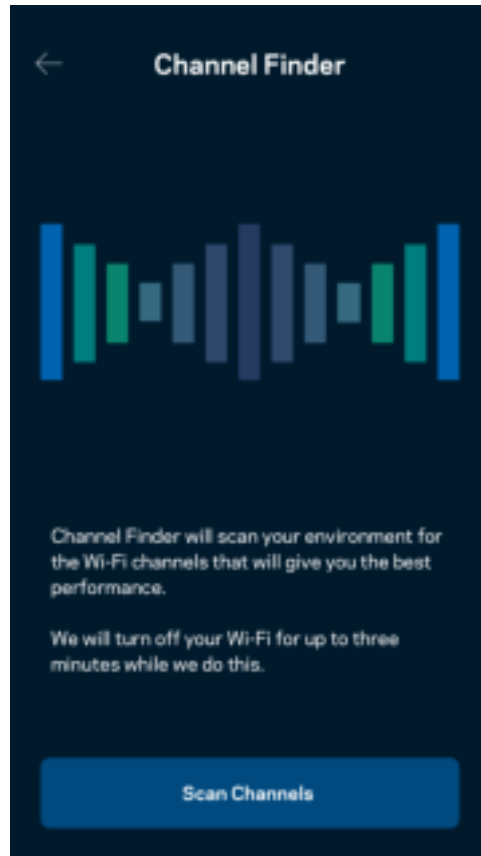 Channel Finder
Channel Finder will scan your environment for
the Wi-Fi channels that will give you the best
performance.
We will turn off your Wi-Fi for up to three
minutes while we do this.
Scan Channels